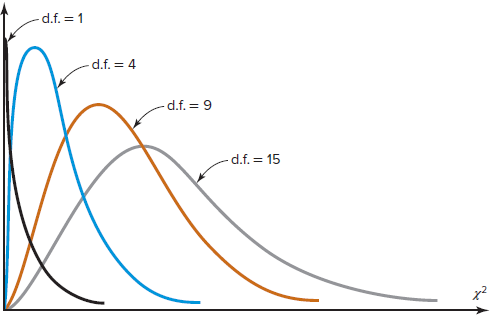 d.f. = 1
d.f. = 4
d.f. = 9
d.f. = 15
χ²